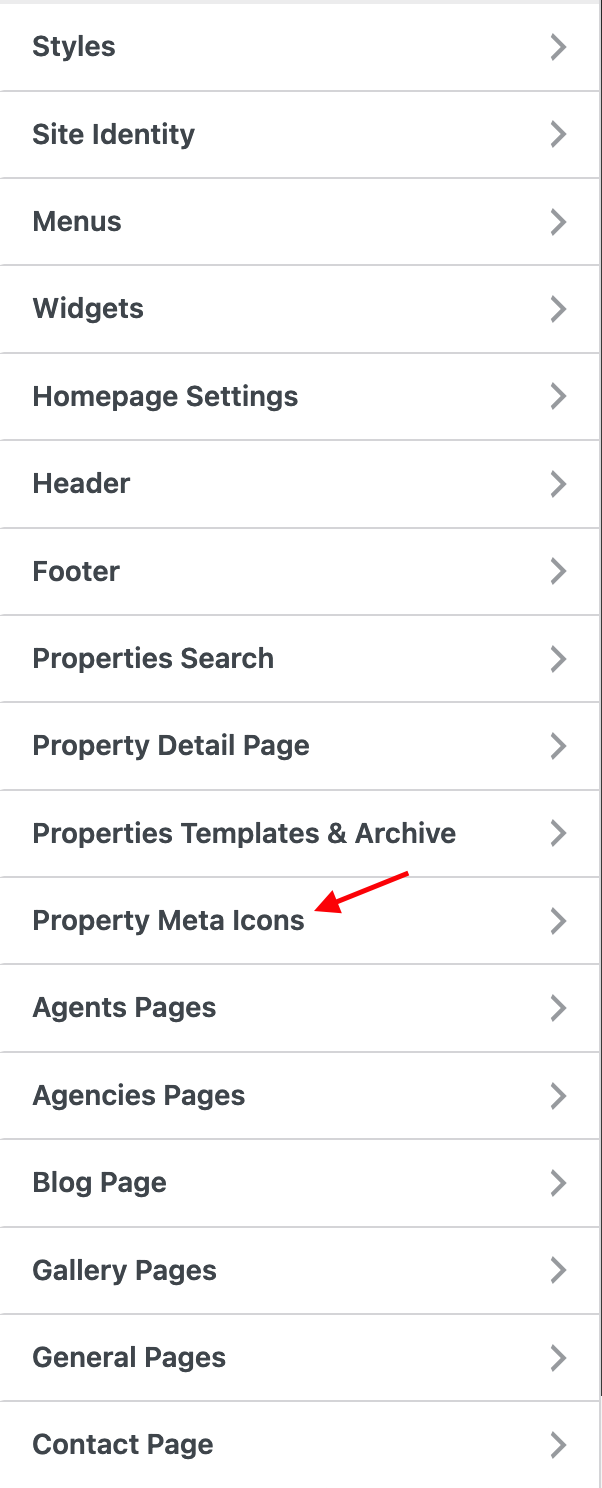 Styles
Site Identity
Menus
Widgets
Homepage Settings
Header
Footer
Properties Search
Property Detail Page
Properties Templates & Archive
Property Meta Icons
Agents Pages
Agencies Pages
Blog Page
Gallery Pages
General Pages
Contact Page